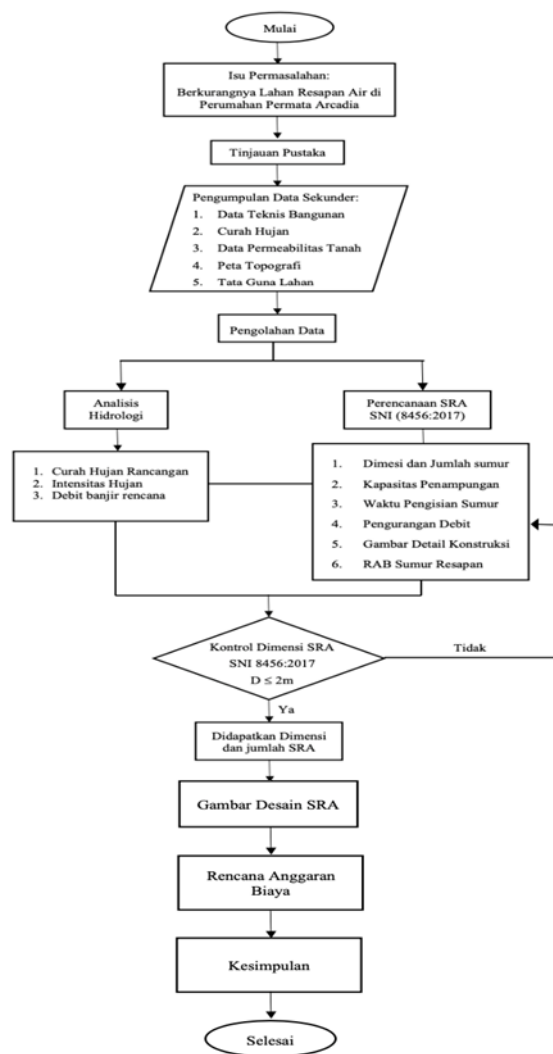 Mulai
Isu Permasalahan:
Berkurangnya Lahan Resapan Air di
Perumahan Permata Arcadia
Tinjauan Pustaka
Pengumpulan Data Sekunder:
1. Data Teknis Bangunan
2. Curah Hujan
3. Data Permeabilitas Tanah
4. Peta Topografi
5. Tata Guna Lahan
Pengolahan Data
Analisis
Hidrologi
Perencanaan SRA
SNI (8456:2017)
1. Curah Hujan Rancangan
2. Intensitas Hujan
3. Debit banjir rencana
1. Dimesi dan Jumlah sumur
2. Kapasitas Penampungan
3. Waktu Pengisian Sumur
4. Pengurangan Debit
5. Gambar Detail Konstruksi
6. RAB Sumur Resapan
Kontrol Dimensi SRA
SNI 8456:2017
D ≤ 2m
Tidak
Ya
Didapatkan Dimensi
dan jumlah SRA
Gambar Desain SRA
Rencana Anggaran
Biaya
Kesimpulan
Selesai